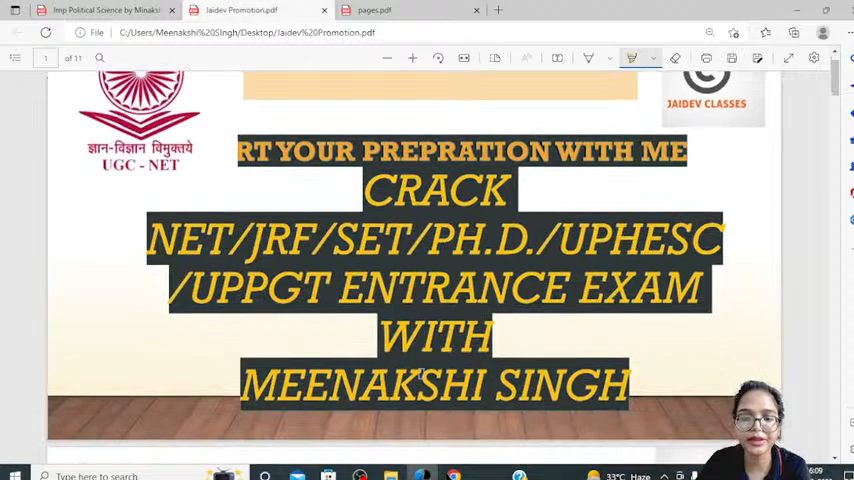 Imp Political Science by Minaksh
Jaidev Promotion.pdf
pages.pdf
File
C:/Users/Meenakshi%20SIngh/Desktop/Jaidev%20Promotion.pdf
1 of 11
ज्ञान-विज्ञान विमुक्तये
UGC - NET
JAIDEV CLASSES
RT YOUR PREPRATION WITH ME
CRACK
NET/JRF/SET/PH.D./UPHESC
/UPPGT ENTRANCE EXAM
WITH
MEENAKSHI SINGH
Type here to search
33°C Haze
16:09